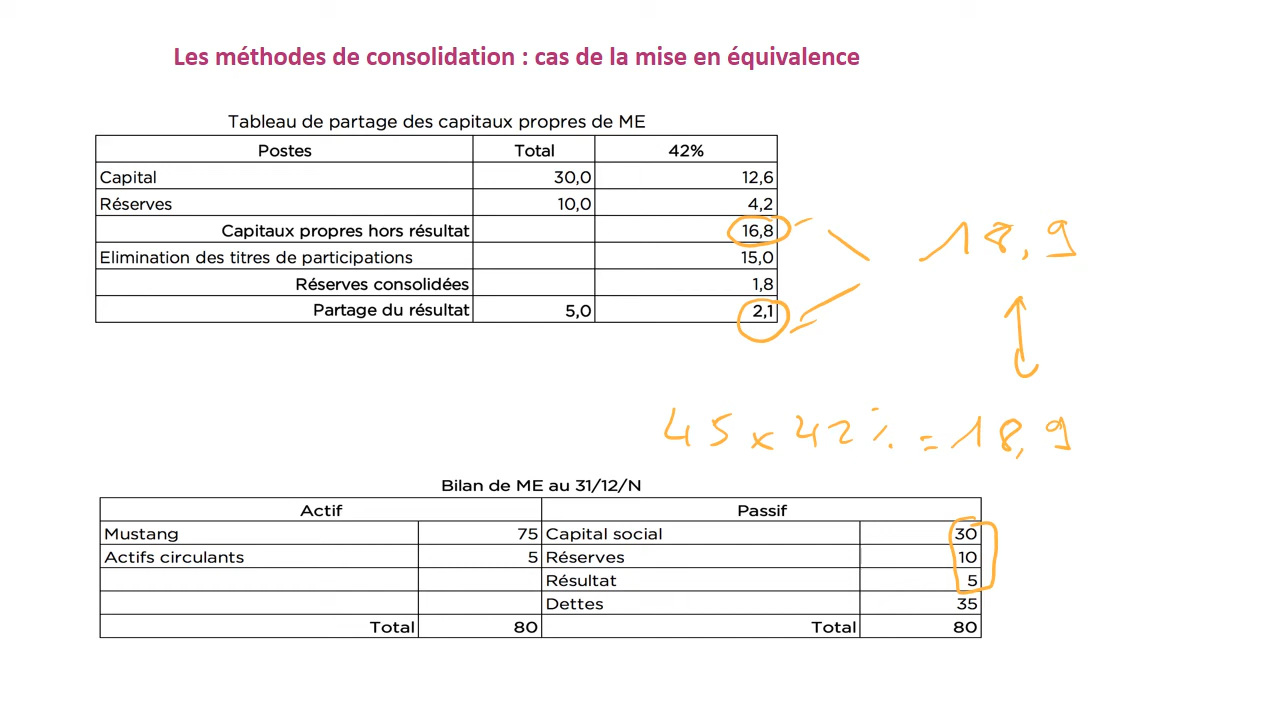 Les méthodes de consolidation : cas de la mise en équivalence
Tableau de partage des capitaux propres de ME
Postes Total 42%
Capital 30,0 12,6
Réserves 10,0 4,2
Capitaux propres hors résultat 16,8
18,9
Elimination des titres de participations 15,0
Réserves consolidées 1,8
Partage du résultat 5,0 2,1
45 x 42 % = 18,9
Bilan de ME au 31/12/N
Actif Passif
Mustang 75 Capital social 30
Actifs circulants 5 Réserves 10
Résultat 5
Dettes 35
Total 80 Total 80